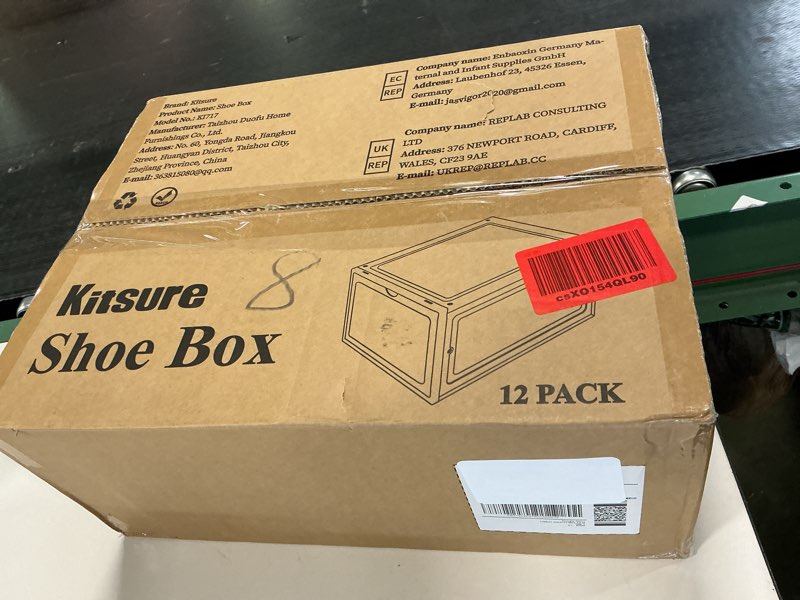 Brand: Kitsure
Product Name: Shoe Box
Model No.: KI717
Manufacturer: Taizhou Duofu Home
Furnishings Co., Ltd.
Address: No. 60, Yongda Road, Jiangkou
Street, Huangyan District, Taizhou City,
Zhejiang Province, China
E-mail: 363815080@qq.com
EC
REP
Company name: Enbaoxin Germany Ma-
ternal and Infant Supplies GmbH
Address: Laubenhof 23, 45326 Essen,
Germany
E-mail: jasvigor2020@gmail.com
UK
REP
Company name: REPLAB CONSULTING
LTD
Address: 376 NEWPORT ROAD, CARDIFF,
WALES, CF23 9AE
E-mail: UKREP@REPLAB.CC
Kitsure
8
Shoe Box
csXO154QL90
12 PACK